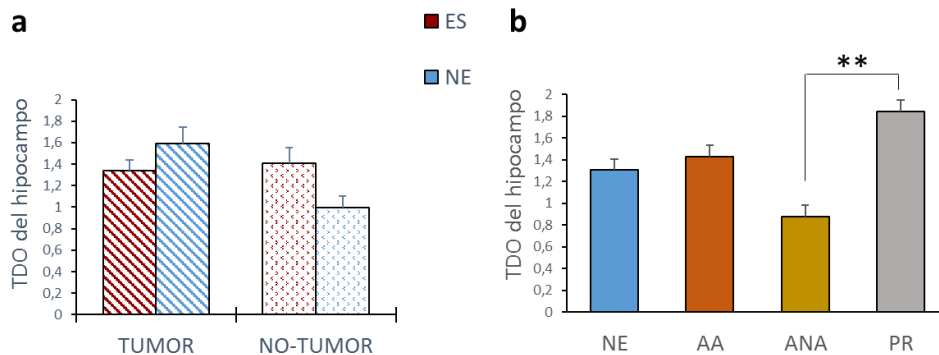 a
ES
NE
TDO del hipocampo
2
1,8
1,6
1,4
1,2
1
0,8
0,6
0,4
0,2
0
TUMOR
NO-TUMOR
b
**
TDO del hipocampo
2
1,8
1,6
1,4
1,2
1
0,8
0,6
0,4
0,2
0
NE
AA
ANA
PR